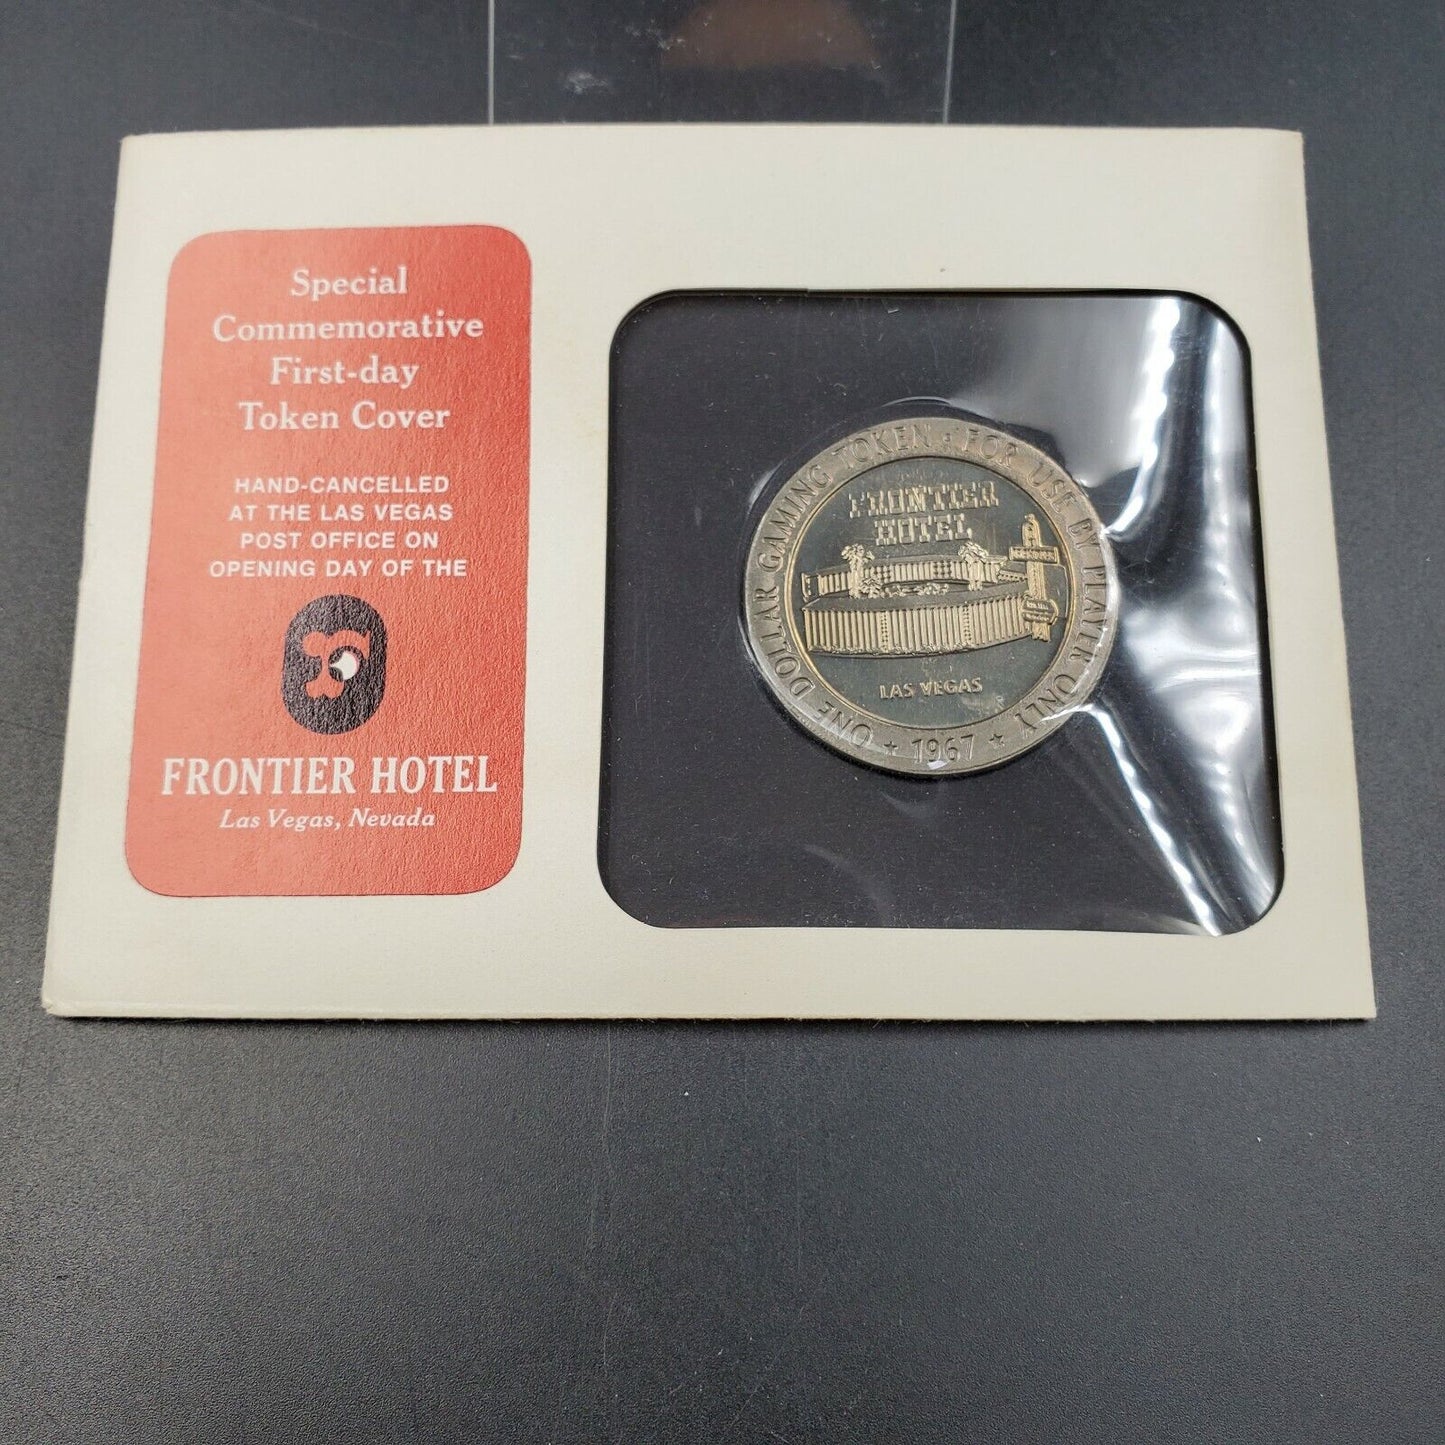 Special
Commemorative
First-day
Token Cover
HAND-CANCELLED
AT THE LAS VEGAS
POST OFFICE ON
OPENING DAY OF THE
F
FRONTIER HOTEL
Las Vegas, Nevada
ONE DOLLAR GAMING TOKEN · FOR USE BY PLAYER ONLY
FRONTIER
HOTEL
LAS VEGAS
★ 1967 ★